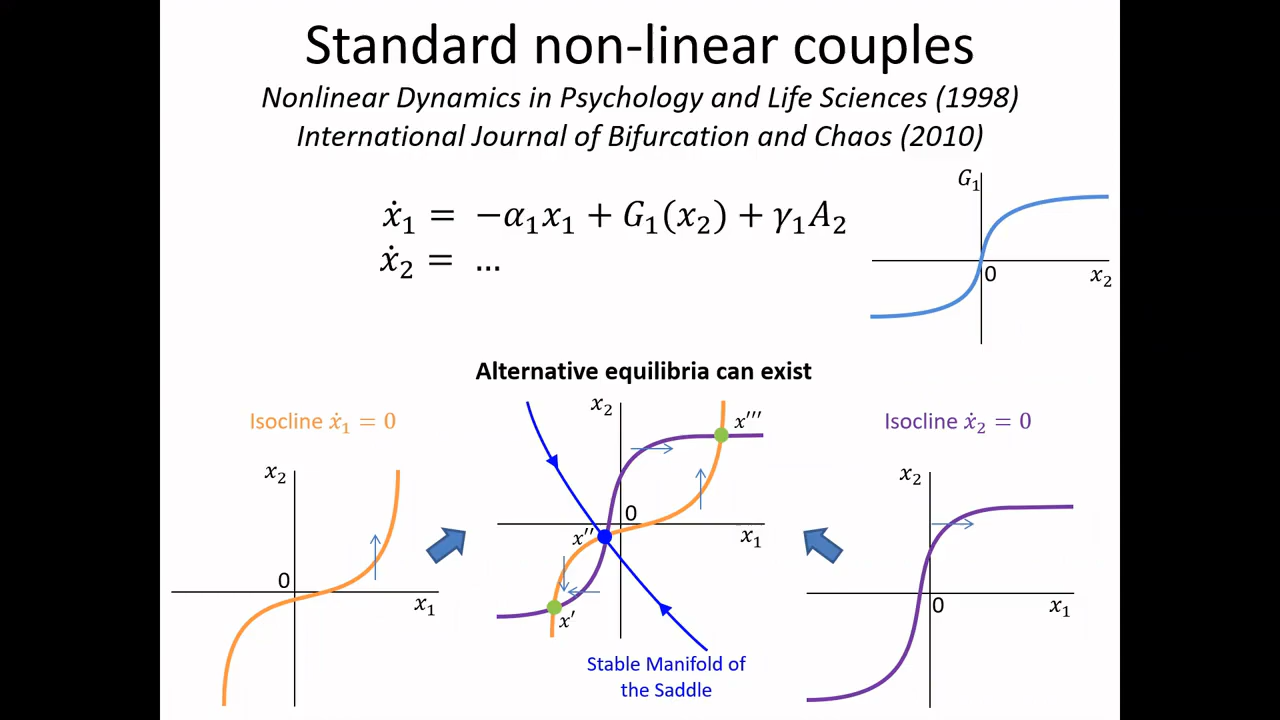 Standard non-linear couples
Nonlinear Dynamics in Psychology and Life Sciences (1998)
International Journal of Bifurcation and Chaos (2010)
G₁
ẋ₁ = −α₁x₁ + G₁(x₂) + γ₁A₂
ẋ₂ = ...
0
x₂
Alternative equilibria can exist
Isocline ẋ₁ = 0
x₂
0
x₁
x₂
x′′′
0
x′′
x₁
x′
Stable Manifold of
the Saddle
Isocline ẋ₂ = 0
x₂
0
x₁